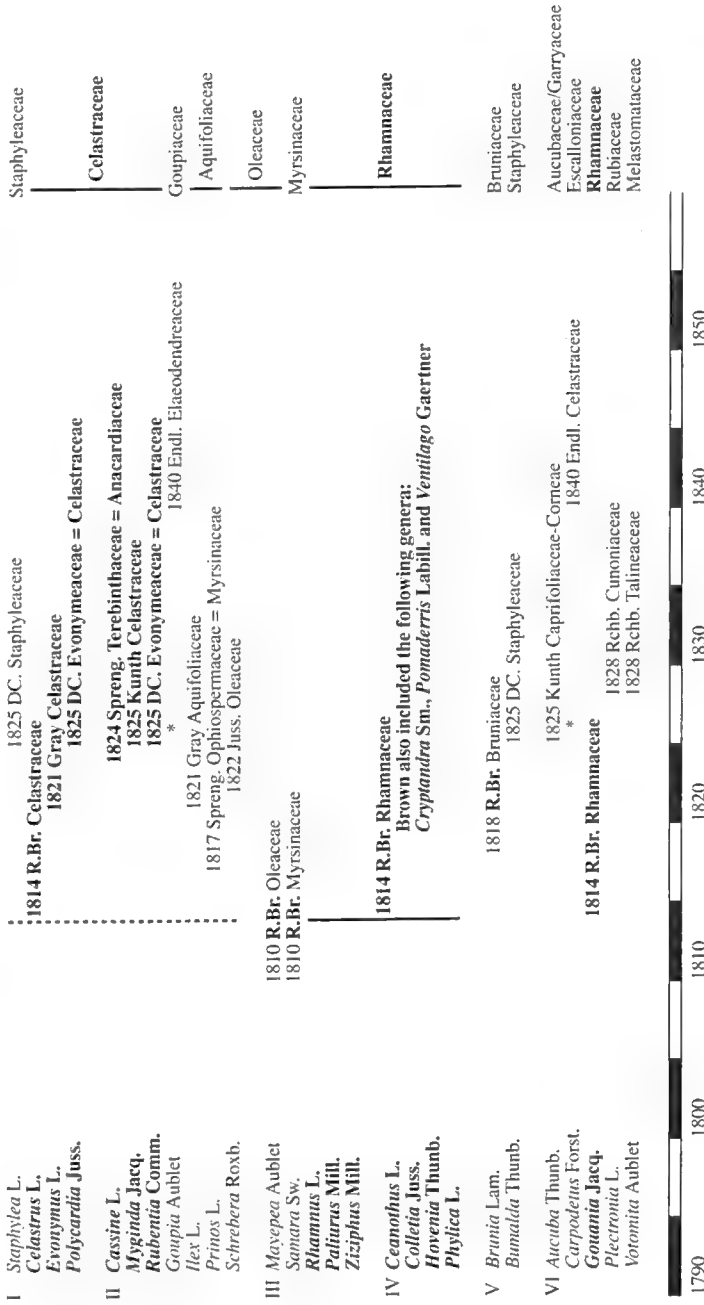 I Staphylea L. 1825 DC. Staphyleaceae Staphyleaceae
Celastrus L. 1814 R.Br. Celastraceae
Evonymus L. 1821 Gray Celastraceae Celastraceae
Polycardia Juss. 1825 DC. Evonymeaceae = Celastraceae
II Cassine L. 1824 Spreng. Terebinthaceae = Anacardiaceae
Myginda Jacq. 1825 Kunth Celastraceae
Rubentia Comm. 1825 DC. Evonymeaceae = Celastraceae
Goupia Aublet * 1840 Endl. Elaeodendreaceae Goupiaceae
Ilex L. 1821 Gray Aquifoliaceae Aquifoliaceae
Prinos L. 1817 Spreng. Ophiospermaceae = Myrsinaceae
Schrebera Roxb. 1822 Juss. Oleaceae Oleaceae
III Mayepea Aublet 1810 R.Br. Oleaceae
Samara Sw. 1810 R.Br. Myrsinaceae Myrsinaceae
Rhamnus L.
Paliurus Mill.
Ziziphus Mill.
IV Ceanothus L. 1814 R.Br. Rhamnaceae Rhamnaceae
Colletia Juss. Brown also included the following genera:
Hovenia Thunb. Cryptandra Sm., Pomaderris Labill. and Ventilago Gaertner
Phylica L.
V Brunia Lam. 1818 R.Br. Bruniaceae Bruniaceae
Bumalda Thunb. 1825 DC. Staphyleaceae Staphyleaceae
VI Aucuba Thunb. 1825 Kunth Caprifoliaceae-Corneae Aucubaceae/Garryaceae
Carpodetus Forst. * 1840 Endl. Celastraceae Escalloniaceae
Gouania Jacq. 1814 R.Br. Rhamnaceae Rhamnaceae
Plectronia L. 1828 Rchb. Cunoniaceae Rubiaceae
Votomita Aublet 1828 Rchb. Talineaceae Melastomataceae
1790 1800 1810 1820 1830 1840 1850